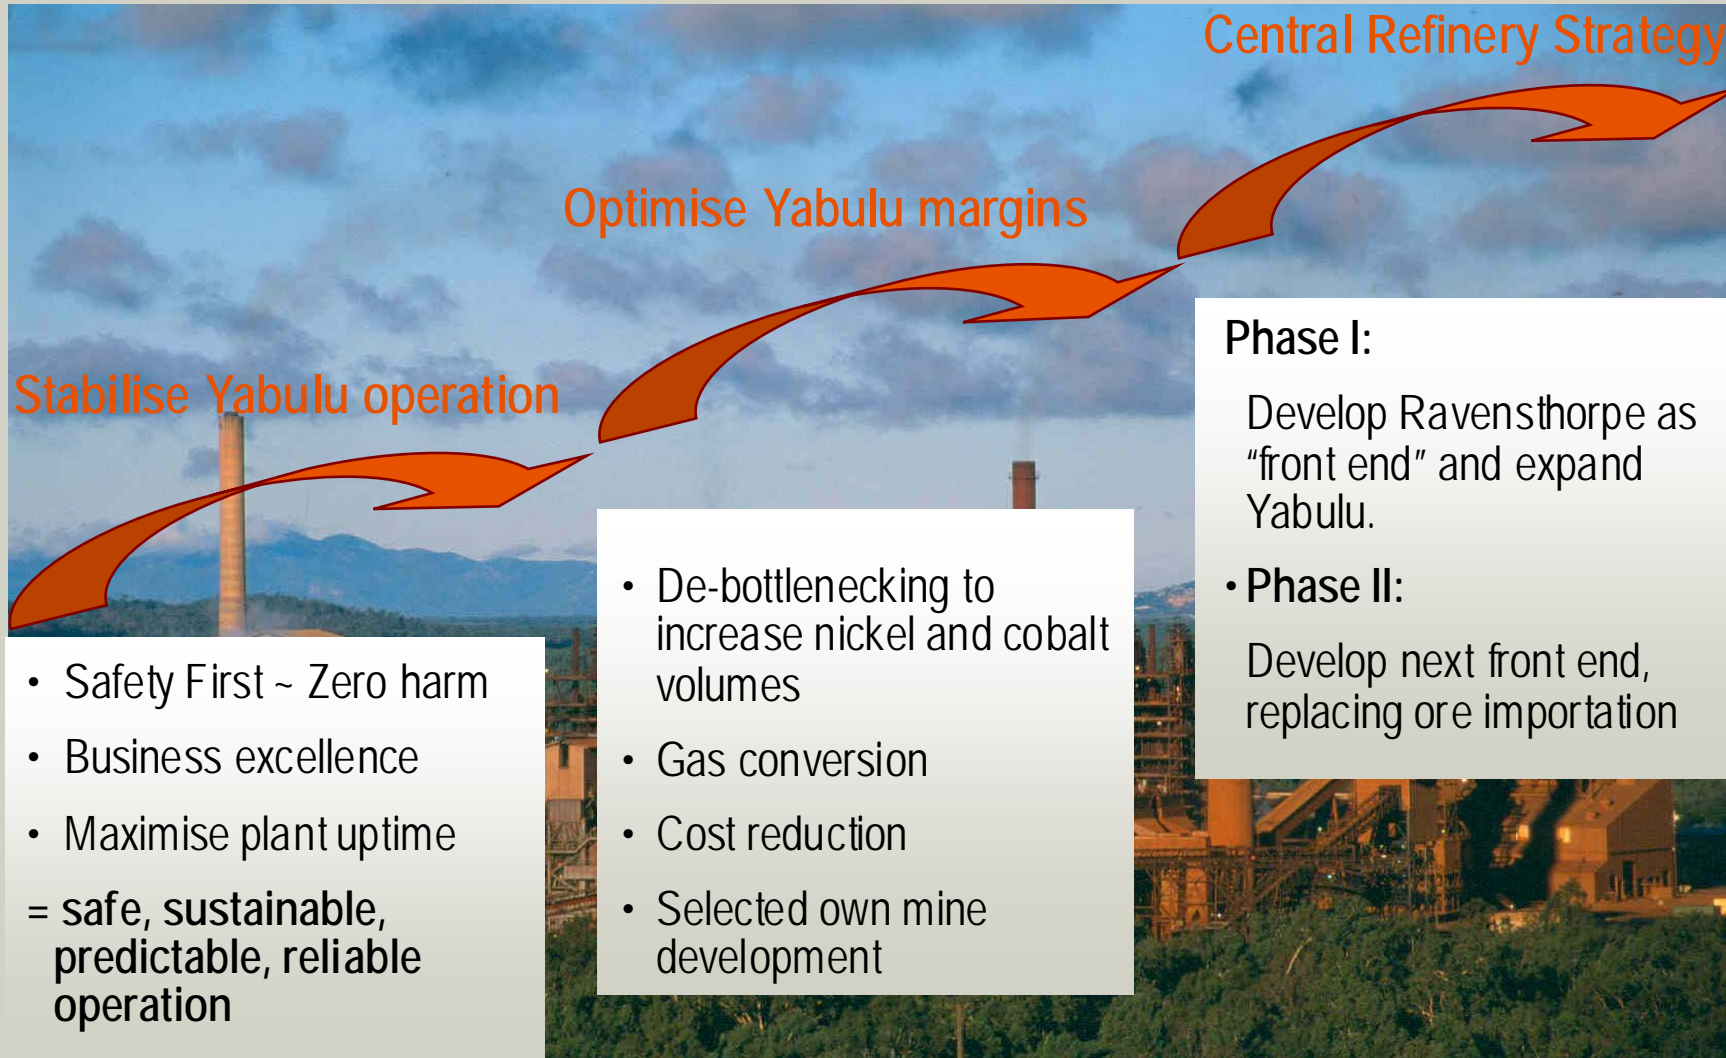 Central Refinery Strategy
Optimise Yabulu margins
Stabilise Yabulu operation
• Safety First ~ Zero harm
• Business excellence
• Maximise plant uptime
= safe, sustainable,
predictable, reliable
operation
• De-bottlenecking to
increase nickel and cobalt
volumes
• Gas conversion
• Cost reduction
• Selected own mine
development
Phase I:
Develop Ravensthorpe as
“front end” and expand
Yabulu.
• Phase II:
Develop next front end,
replacing ore importation